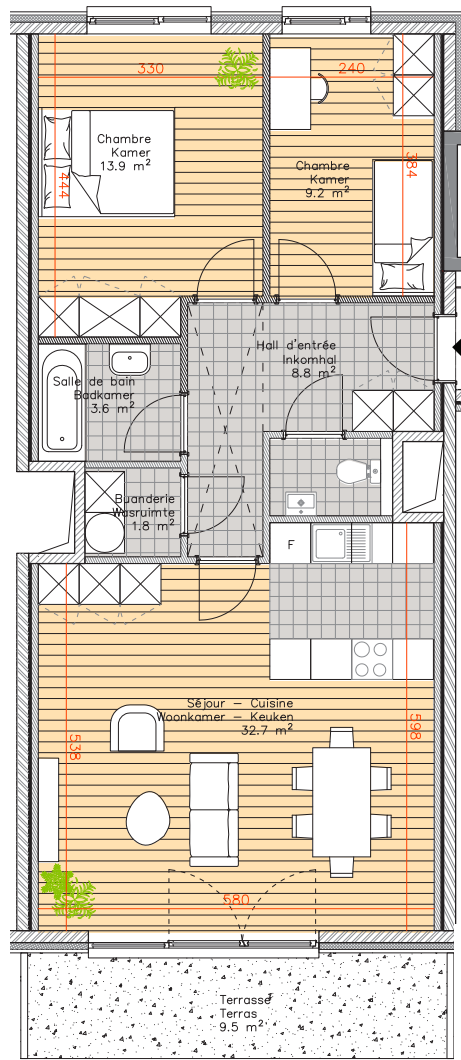 330
240
Chambre
Kamer
13.9 m²
444
Chambre
Kamer
9.2 m²
384
Hall d'entrée
Inkomhal
8.8 m²
Salle de bain
Badkamer
3.6 m²
Buanderie
Wasruimte
1.8 m²
F
Séjour – Cuisine
Woonkamer – Keuken
32.7 m²
538
598
580
Terrasse
Terras
9.5 m²